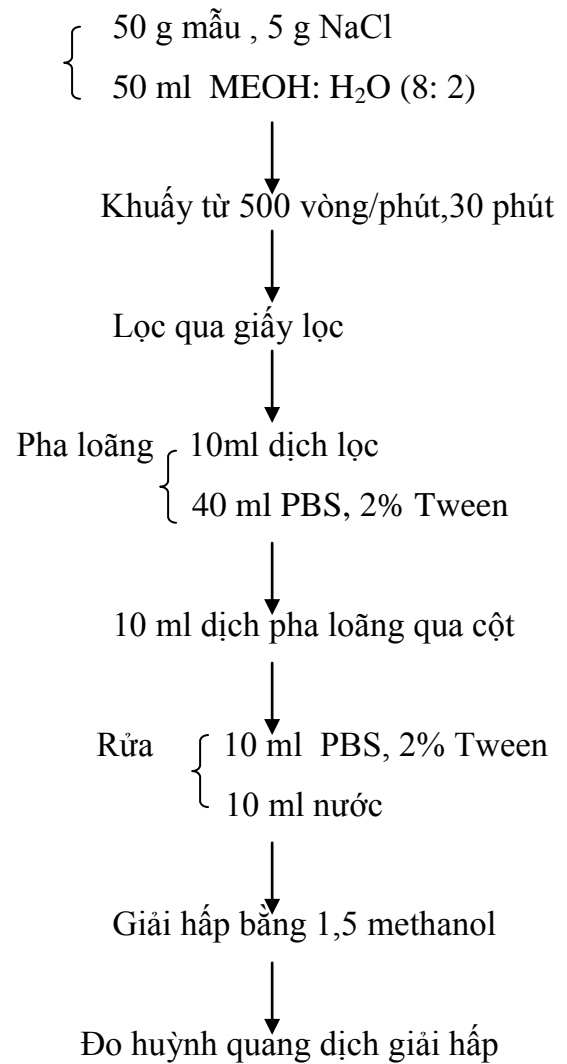 50 g mẫu , 5 g NaCl
50 ml MEOH: H₂O (8: 2)
Khuấy từ 500 vòng/phút,30 phút
Lọc qua giấy lọc
Pha loãng 10ml dịch lọc
40 ml PBS, 2% Tween
10 ml dịch pha loãng qua cột
Rửa 10 ml PBS, 2% Tween
10 ml nước
Giải hấp bằng 1,5 methanol
Đo huỳnh quang dịch giải hấp